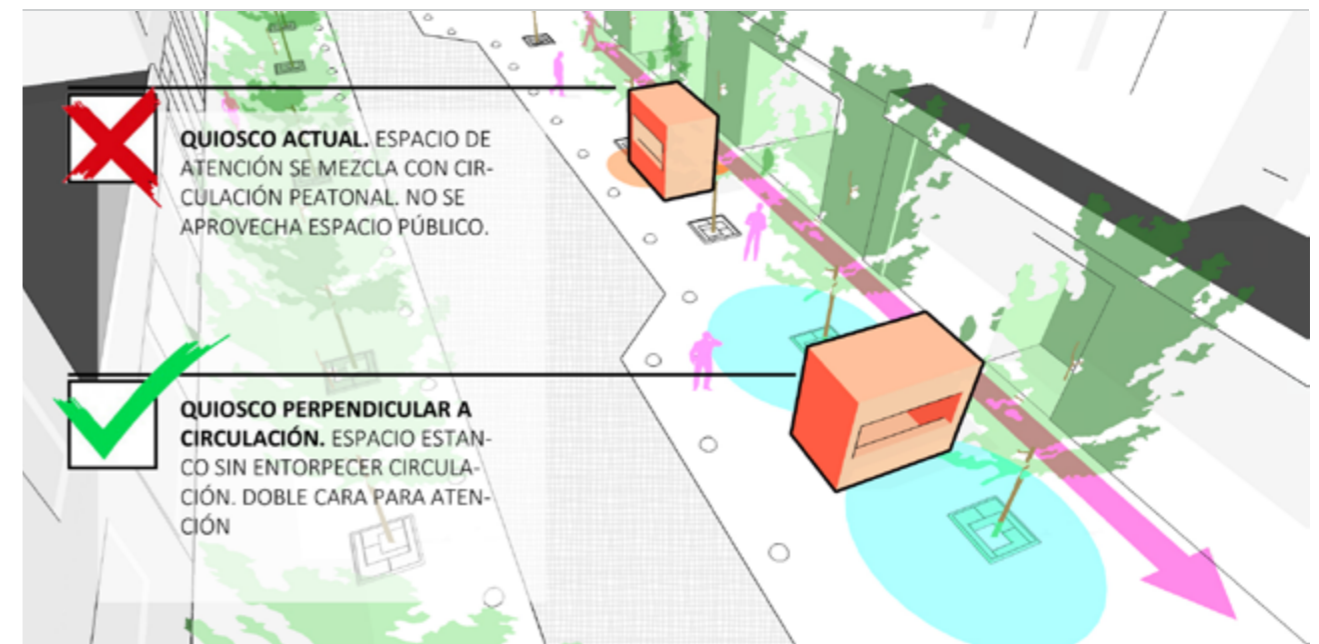 QUIOSCO ACTUAL. ESPACIO DE
ATENCIÓN SE MEZCLA CON CIR-
CULACIÓN PEATONAL. NO SE
APROVECHA ESPACIO PÚBLICO.
QUIOSCO PERPENDICULAR A
CIRCULACIÓN. ESPACIO ESTAN-
CO SIN ENTORPECER CIRCULA-
CIÓN. DOBLE CARA PARA ATEN-
CIÓN